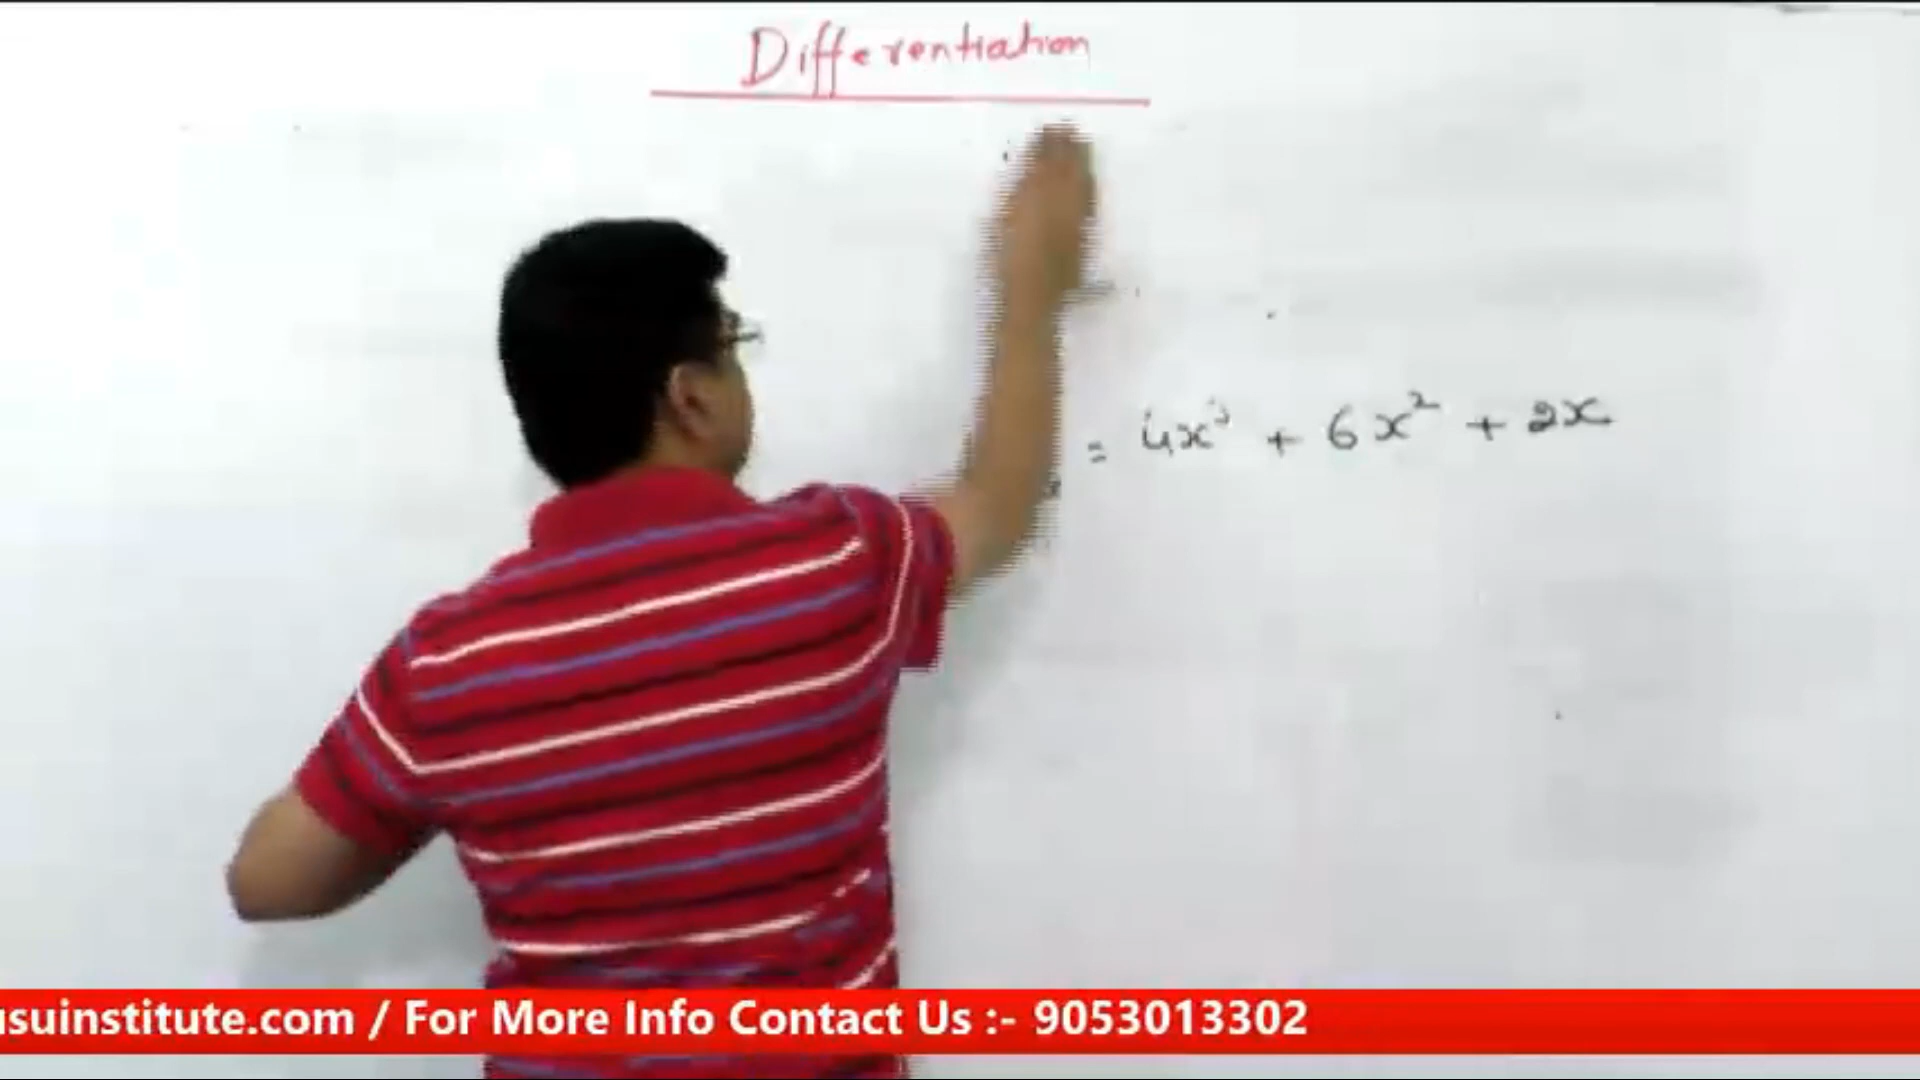 Differentiation
= 4x³ + 6x² + 2x
usuinstitute.com / For More Info Contact Us :- 9053013302